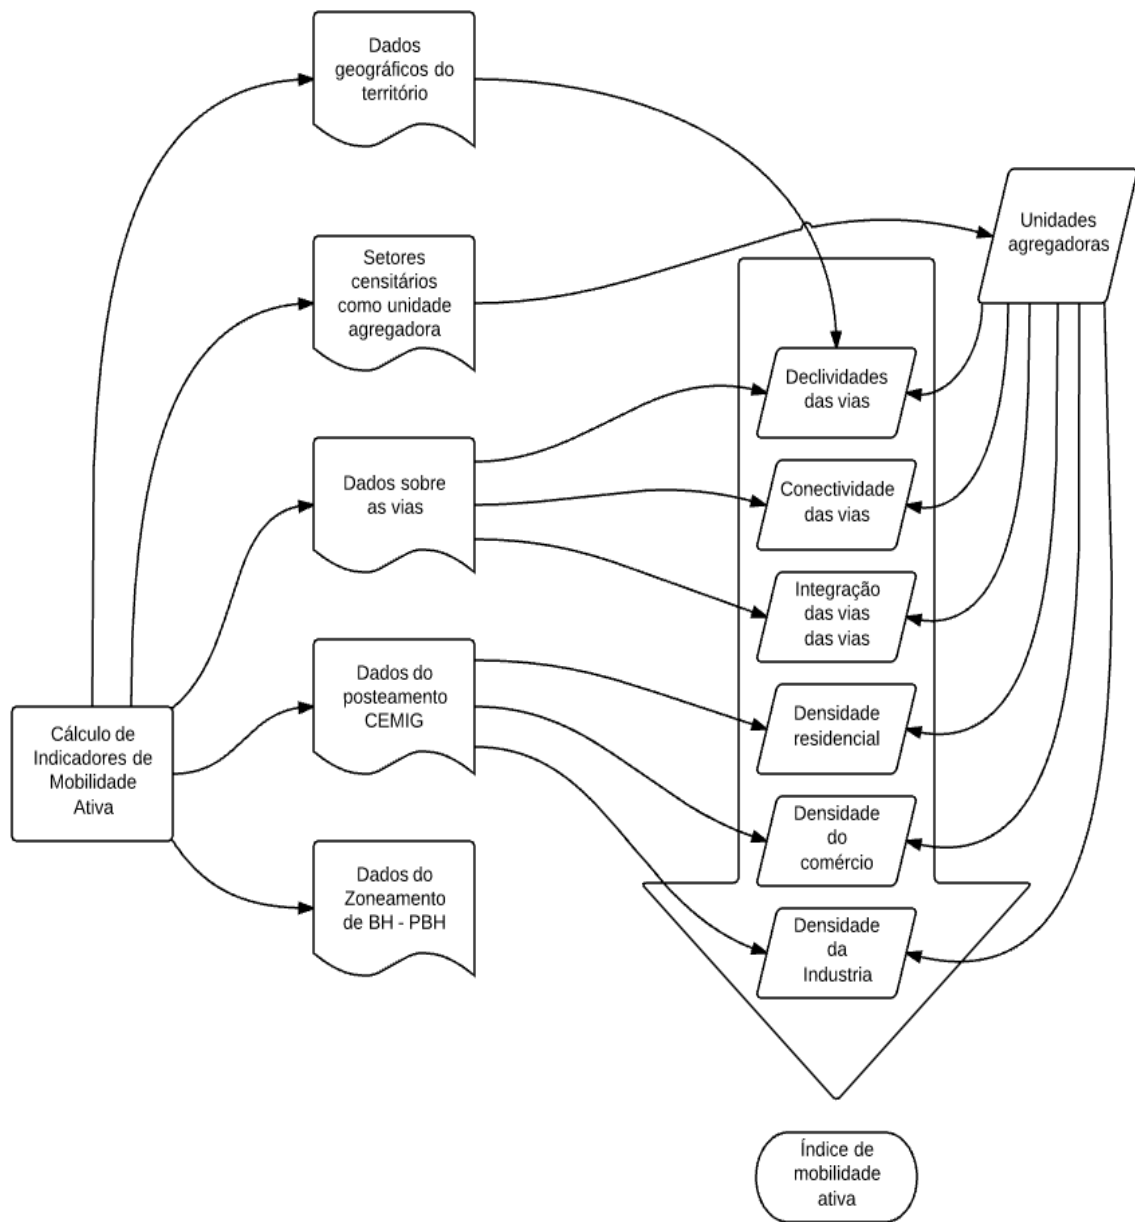 Dados
geográficos do
território
Setores
censitários
como unidade
agregadora
Unidades
agregadoras
Declividades
das vias
Dados sobre
as vias
Conectividade
das vias
Integração
das vias
das vias
Dados do
posteamento
CEMIG
Densidade
residencial
Cálculo de
Indicadores de
Mobilidade
Ativa
Densidade
do
comércio
Dados do
Zoneamento
de BH - PBH
Densidade
da
Industria
Índice de
mobilidade
ativa